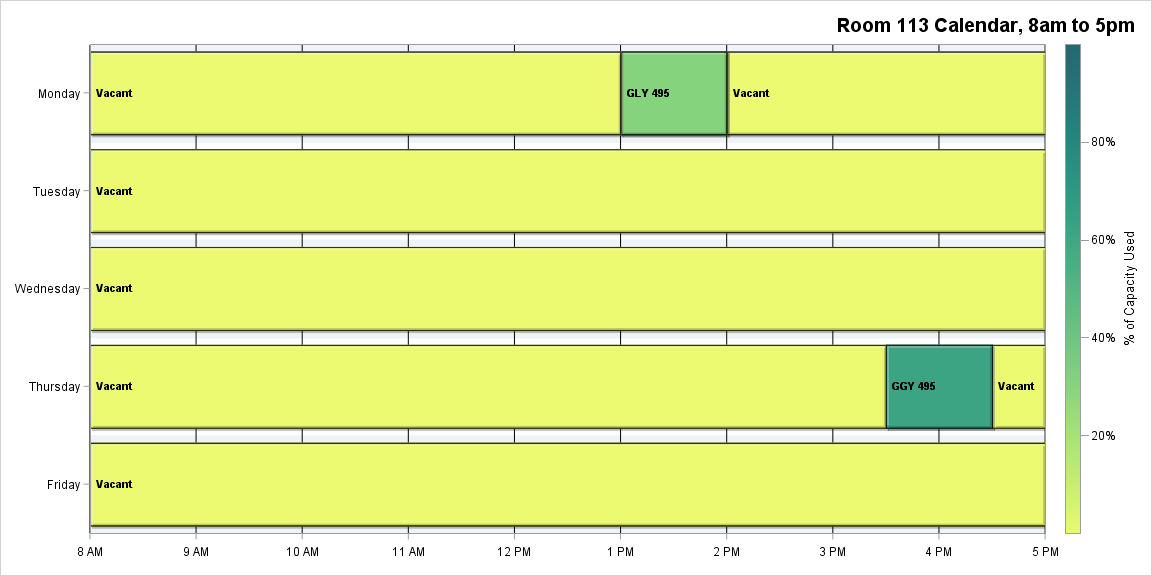 Room 113 Calendar, 8am to 5pm
Monday
Vacant
GLY 495
Vacant
Tuesday
Vacant
Wednesday
Vacant
Thursday
Vacant
GGY 495
Vacant
Friday
Vacant
8 AM
9 AM
10 AM
11 AM
12 PM
1 PM
2 PM
3 PM
4 PM
5 PM
80%
60%
40%
20%
% of Capacity Used